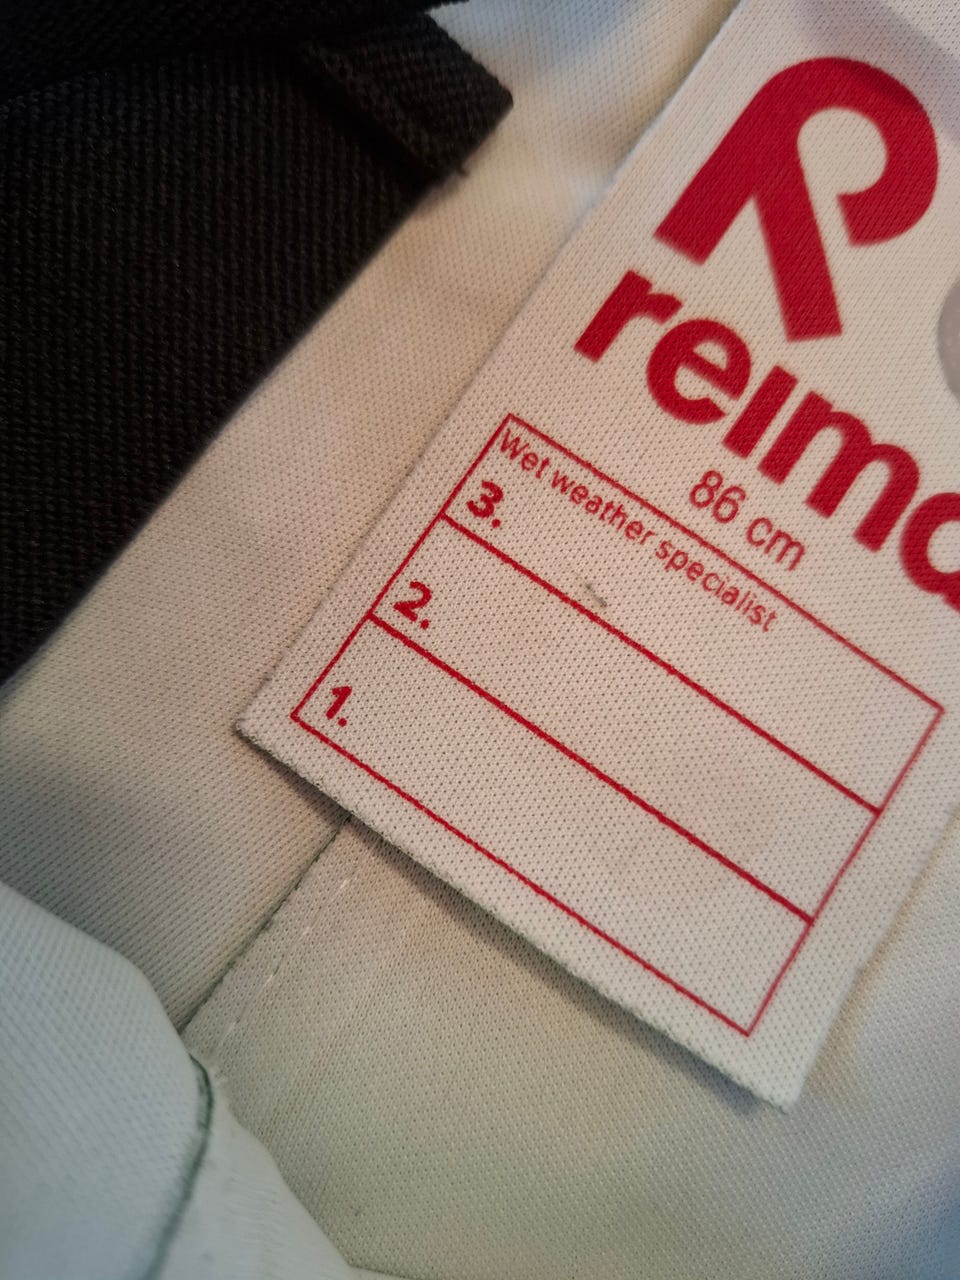 R
reima
86 cm
Wet weather specialist
3.
2.
1.